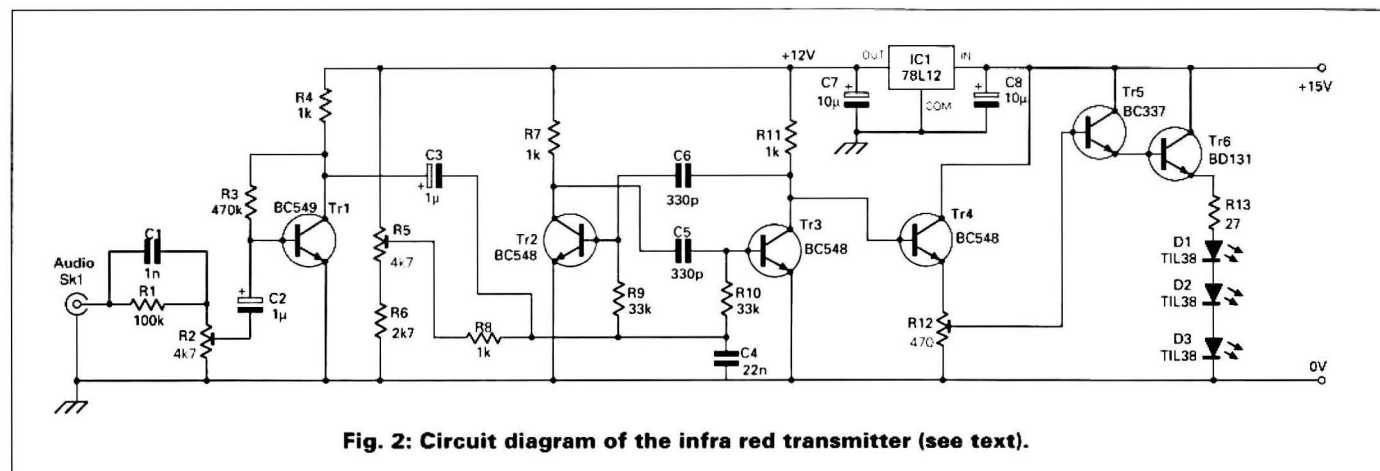 +12V
OUT
IC1
78L12
IN
COM
C7
10µ
+
C8
10µ
+
+15V
Tr5
BC337
Tr6
BD131
R4
1k
R7
1k
R11
1k
C3
+
1µ
C6
330p
R3
470k
BC549
Tr1
R13
27
C1
1n
R5
4k7
Tr2
BC548
C5
330p
Tr3
BC548
Tr4
BC548
D1
TIL38
Audio
Sk1
R1
100k
+
C2
1µ
R9
33k
R10
33k
D2
TIL38
R2
4k7
R6
2k7
R8
1k
C4
22n
R12
470
D3
TIL38
0V
Fig. 2: Circuit diagram of the infra red transmitter (see text).